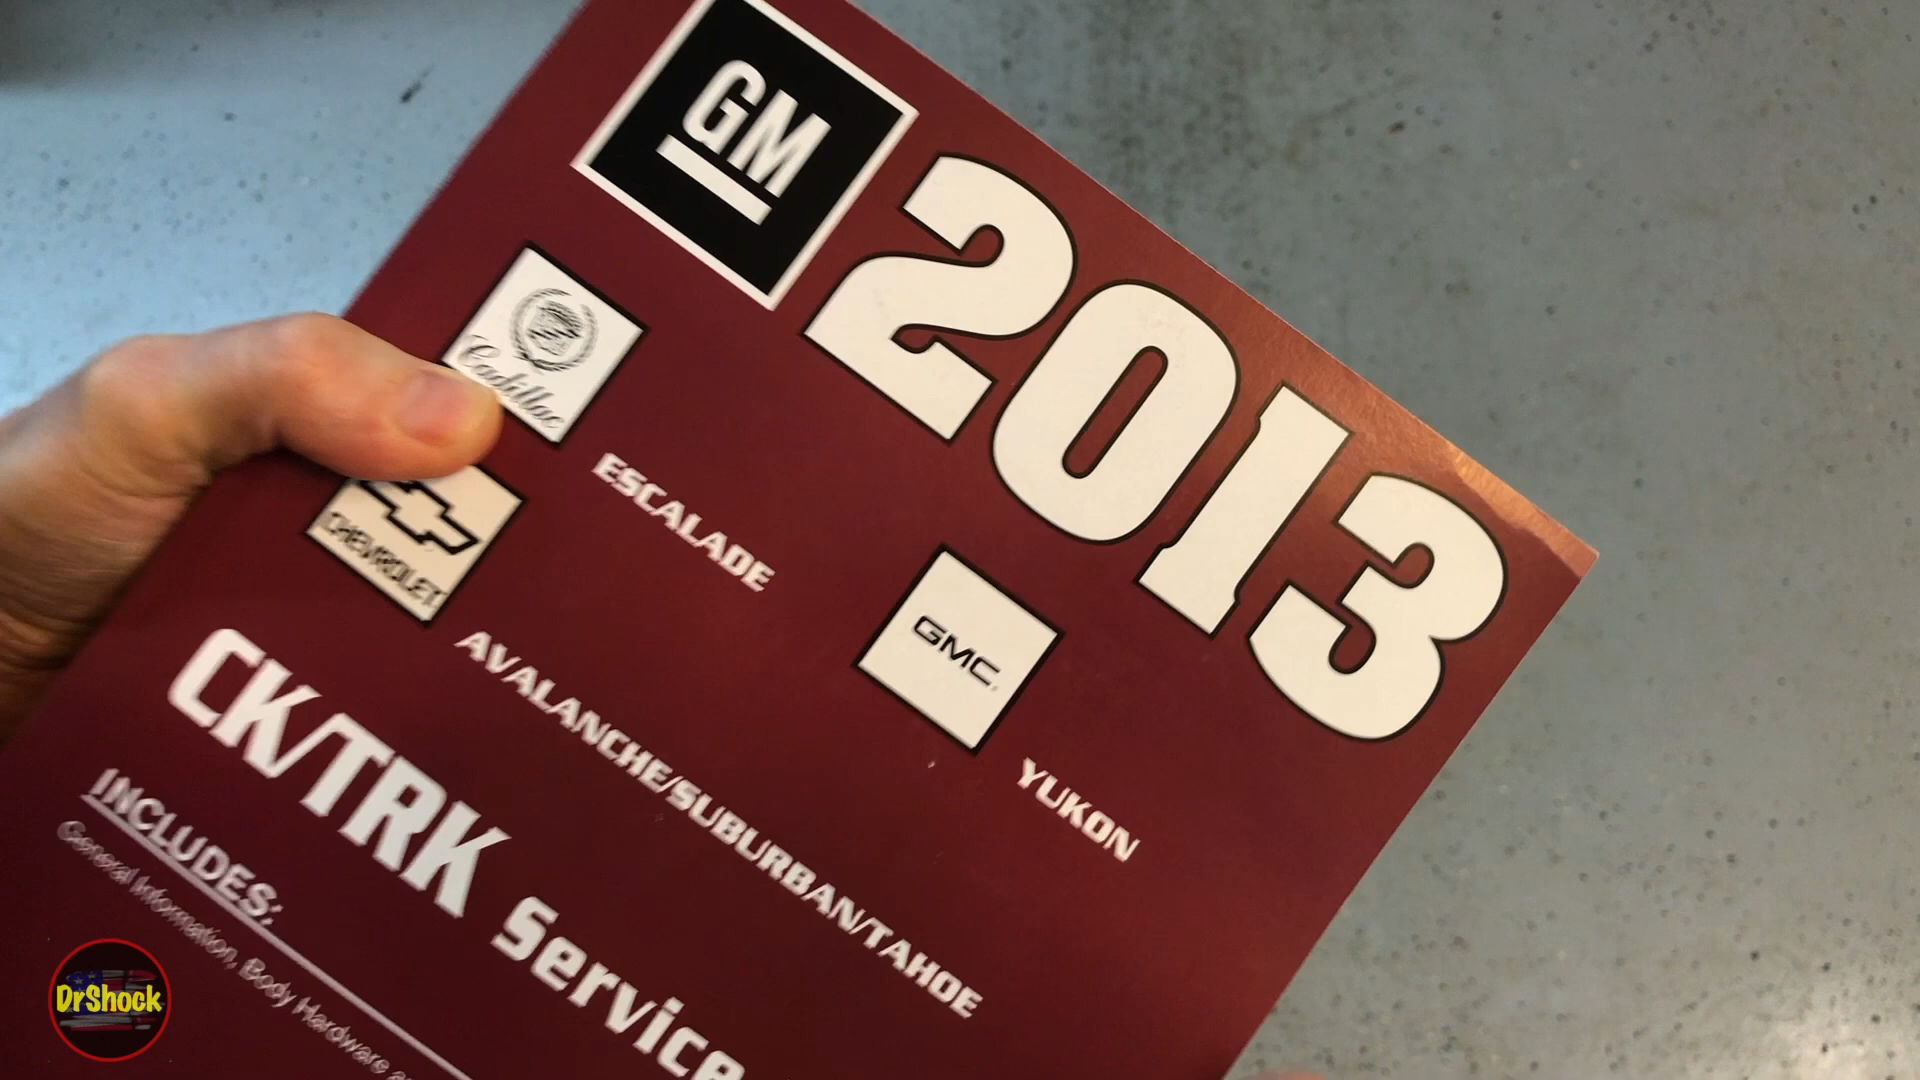 GM
2013
Cadillac
ESCALADE
CHEVROLET
AVALANCHE/SUBURBAN/TAHOE
GMC
YUKON
CK/TRK Service
INCLUDES:
General Information, Body Hardware
DrShock